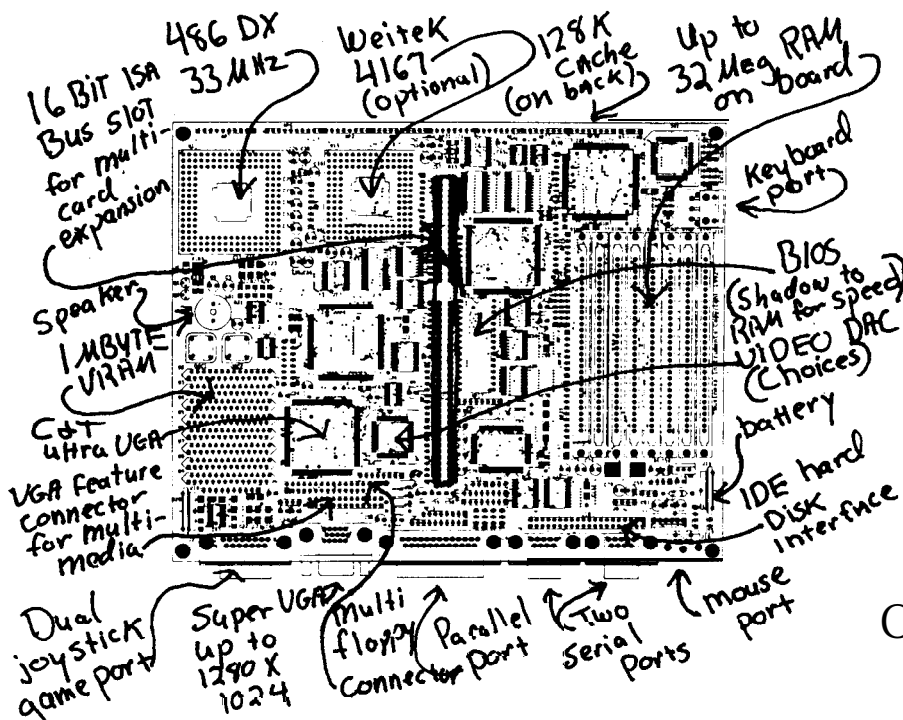 16 BIT ISA
Bus Slot
for multi-
card
expansion
486 DX
33 MHz
Weitek
4167
(optional)
128K
CACHE
(on back)
Up to
32 Meg RAM
on board
Keyboard
port
BIOS
(Shadow to
RAM for speed)
VIDEO DAC
(Choices)
battery
IDE hard
Disk
interface
mouse
port
Two
Serial
Ports
Parallel
port
Multi
floppy
Connector
Super VGA
up to
1280 X
1024
Dual
joystick
game port
VGA feature
connector
for multi-
media
C&T
ultra VGA
1 MBYTE
VRAM
Speaker
C